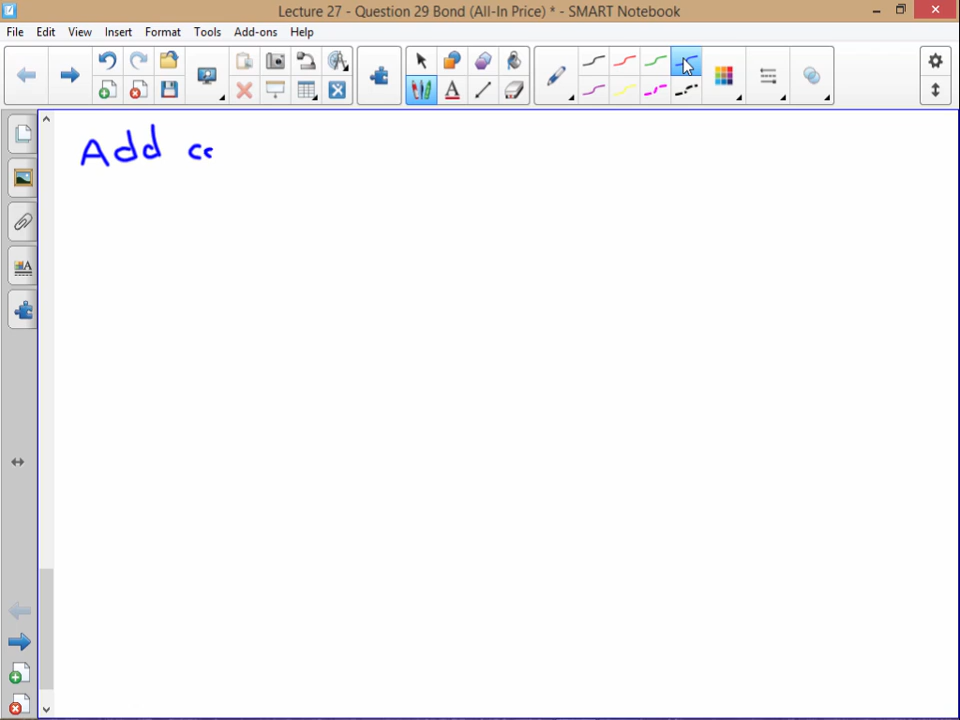 Lecture 27 - Question 29 Bond (All-In Price) * - SMART Notebook
File Edit View Insert Format Tools Add-ons Help
Add cc